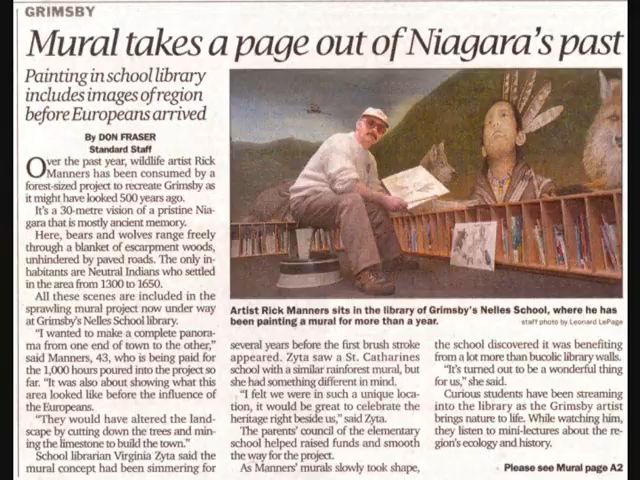 GRIMSBY
Mural takes a page out of Niagara's past
Painting in school library
includes images of region
before Europeans arrived
By DON FRASER
Standard Staff
Over the past year, wildlife artist Rick
Manners has been consumed by a
forest-sized project to recreate Grimsby as
it might have looked 500 years ago.
It's a 30-metre vision of a pristine Nia-
gara that is mostly ancient memory.
Here, bears and wolves range freely
through a blanket of escarpment woods,
unhindered by paved roads. The only in-
habitants are Neutral Indians who settled
in the area from 1300 to 1650.
All these scenes are included in the
sprawling mural project now under way
at Grimsby's Nelles School library.
"I wanted to make a complete panora-
ma from one end of town to the other,"
said Manners, 43, who is being paid for
the 1,000 hours poured into the project so
far. "It was also about showing what this
area looked like before the influence of
the Europeans.
"They would have altered the land-
scape by cutting down the trees and min-
ing the limestone to build the town."
School librarian Virginia Zyta said the
mural concept had been simmering for
Artist Rick Manners sits in the library of Grimsby's Nelles School, where he has
been painting a mural for more than a year.
staff photo by Leonard LePage
several years before the first brush stroke
appeared. Zyta saw a St. Catharines
school with a similar rainforest mural, but
she had something different in mind.
"I felt we were in such a unique loca-
tion, it would be great to celebrate the
heritage right beside us," said Zyta.
The parents' council of the elementary
school helped raised funds and smooth
the way for the project.
As Manners' murals slowly took shape,
the school discovered it was benefiting
from a lot more than bucolic library walls.
"It's turned out to be a wonderful thing
for us," she said.
Curious students have been streaming
into the library as the Grimsby artist
brings nature to life. While watching him,
they listen to mini-lectures about the re-
gion's ecology and history.
Please see Mural page A2